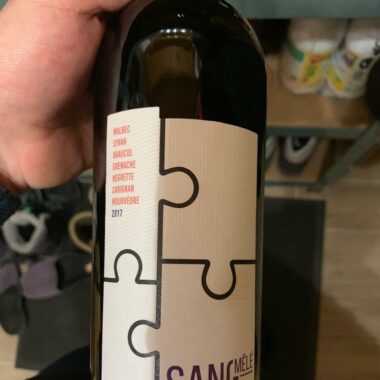 MALBEC
SYRAH
BRAUCOL
GRENACHE
NÉGRETTE
CARIGNAN
MOURVÈDRE
2017
SANG MÊLÉ